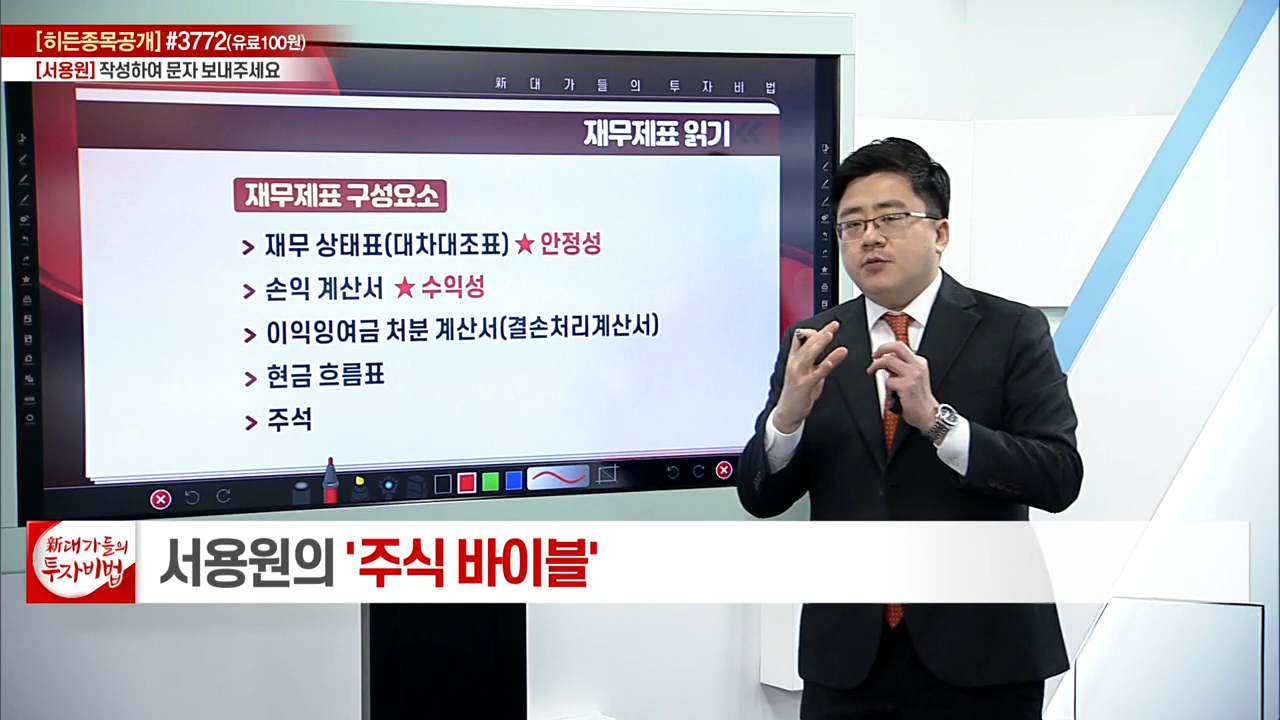 [히든종목공개] #3772(유료100원)
[서용원] 작성하여 문자 보내주세요
新 대 가 들 의 투 자 비 법
재무제표 읽기
재무제표 구성요소
재무 상태표(대차대조표) ★ 안정성
손익 계산서 ★ 수익성
이익잉여금 처분 계산서(결손처리계산서)
현금 흐름표
주석
新대가들의
투자비법
서용원의 '주식 바이블'